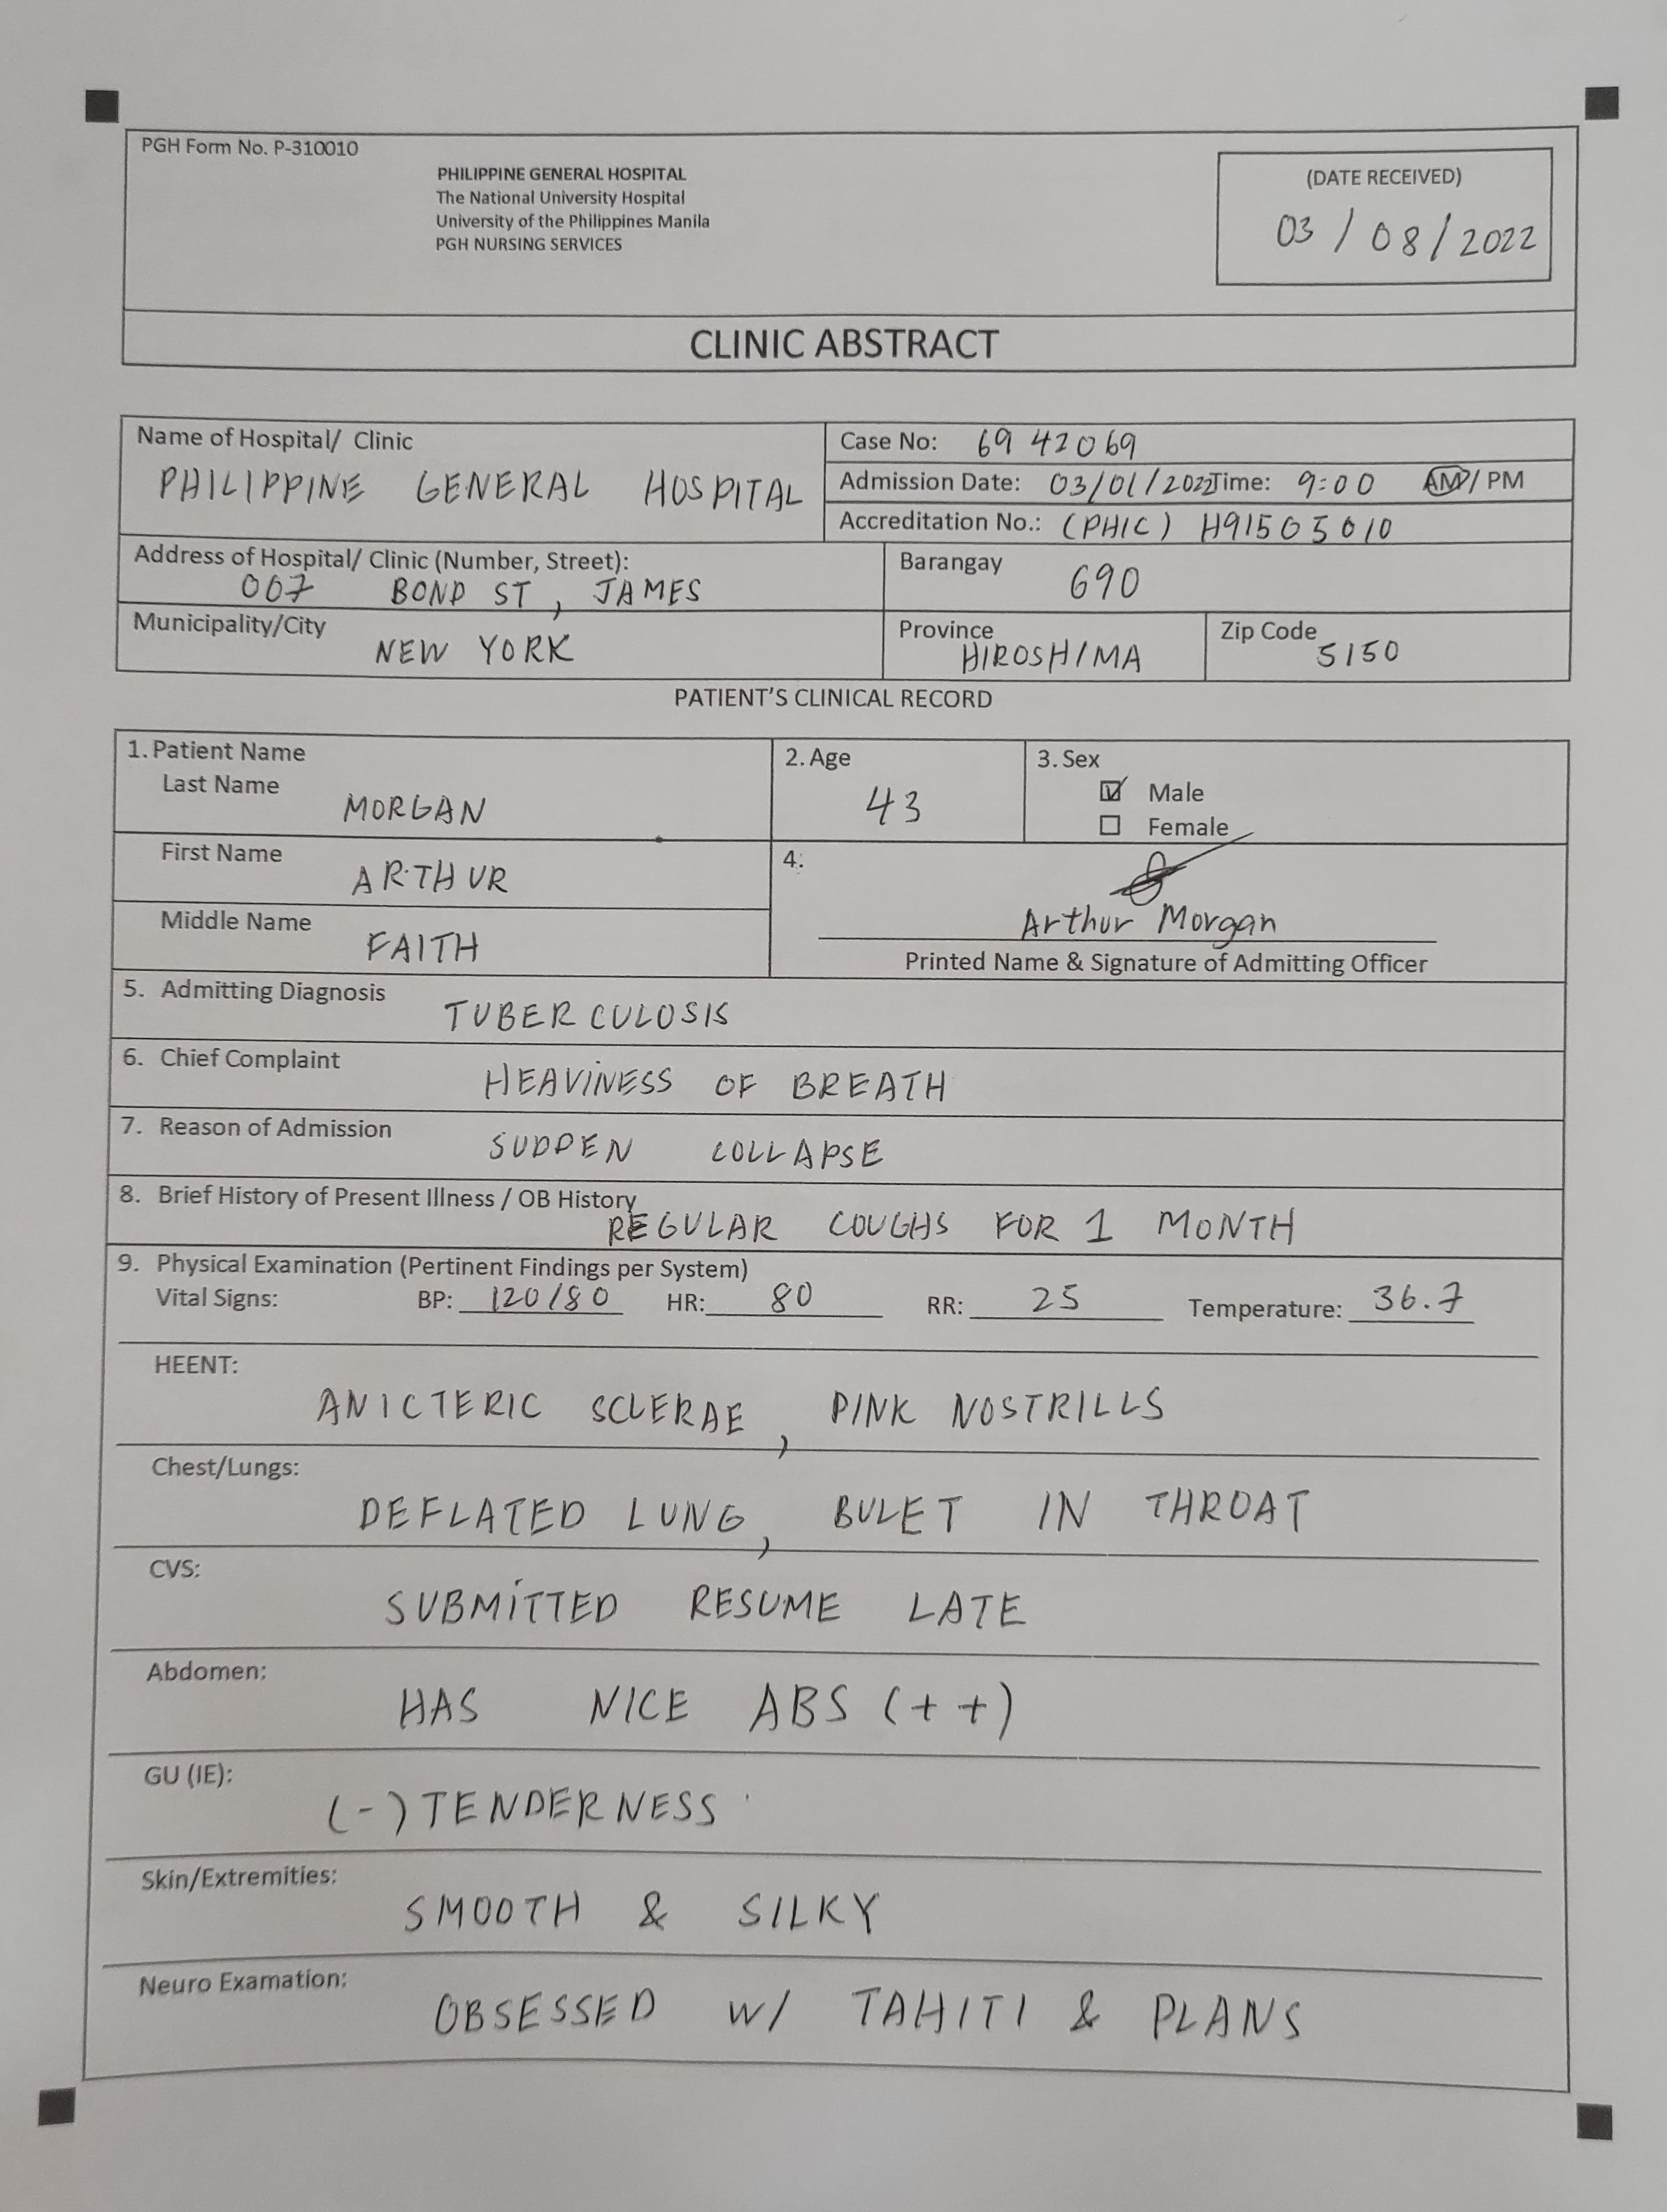 PGH Form No. P-310010
PHILIPPINE GENERAL HOSPITAL
The National University Hospital
University of the Philippines Manila
PGH NURSING SERVICES
(DATE RECEIVED)
03/08/2022
CLINIC ABSTRACT
Name of Hospital/ Clinic
PHILIPPINE GENERAL HOSPITAL
Case No: 69 42069
Admission Date: 03/01/2022 Time: 9:00 AM/ PM
Accreditation No.: (PHIC) H91505010
Address of Hospital/ Clinic (Number, Street):
007 BOND ST, JAMES
Barangay
690
Municipality/City
NEW YORK
Province
HIROSHIMA
Zip Code
5150
PATIENT'S CLINICAL RECORD
1. Patient Name
Last Name
MORGAN
2. Age
43
3. Sex
Male
Female
First Name
ARTHUR
Middle Name
FAITH
4.
Arthur Morgan
Printed Name & Signature of Admitting Officer
5. Admitting Diagnosis
TUBERCULOSIS
6. Chief Complaint
HEAVINESS OF BREATH
7. Reason of Admission
SUDDEN COLLAPSE
8. Brief History of Present Illness / OB History
REGULAR COUGHS FOR 1 MONTH
9. Physical Examination (Pertinent Findings per System)
Vital Signs: BP: 120/80 HR: 80 RR: 25 Temperature: 36.7
HEENT:
ANICTERIC SCLERAE, PINK NOSTRILLS
Chest/Lungs:
DEFLATED LUNG, BULET IN THROAT
CVS:
SUBMITTED RESUME LATE
Abdomen:
HAS NICE ABS (++)
GU (IE):
(-) TENDERNESS
Skin/Extremities:
SMOOTH & SILKY
Neuro Examation:
OBSESSED W/ TAHITI & PLANS